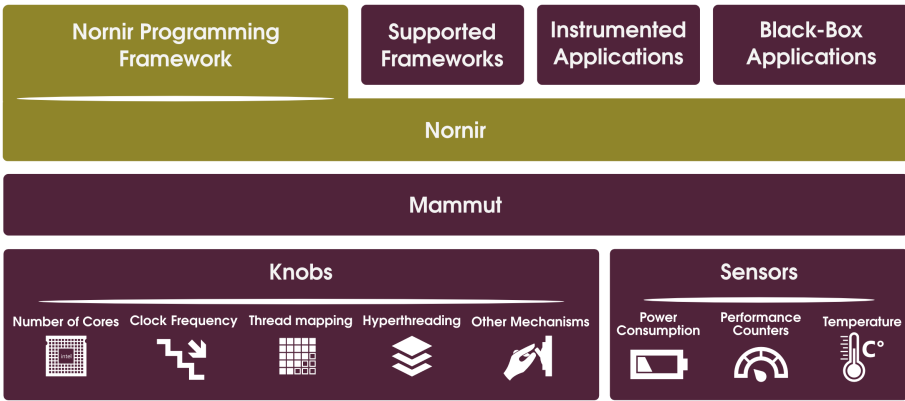 Nornir Programming
Framework
Supported
Frameworks
Instrumented
Applications
Black-Box
Applications
Nornir
Mammut
Knobs
Number of Cores
Clock Frequency
Thread mapping
Hyperthreading
Other Mechanisms
intel
Sensors
Power
Consumption
Performance
Counters
Temperature
C°